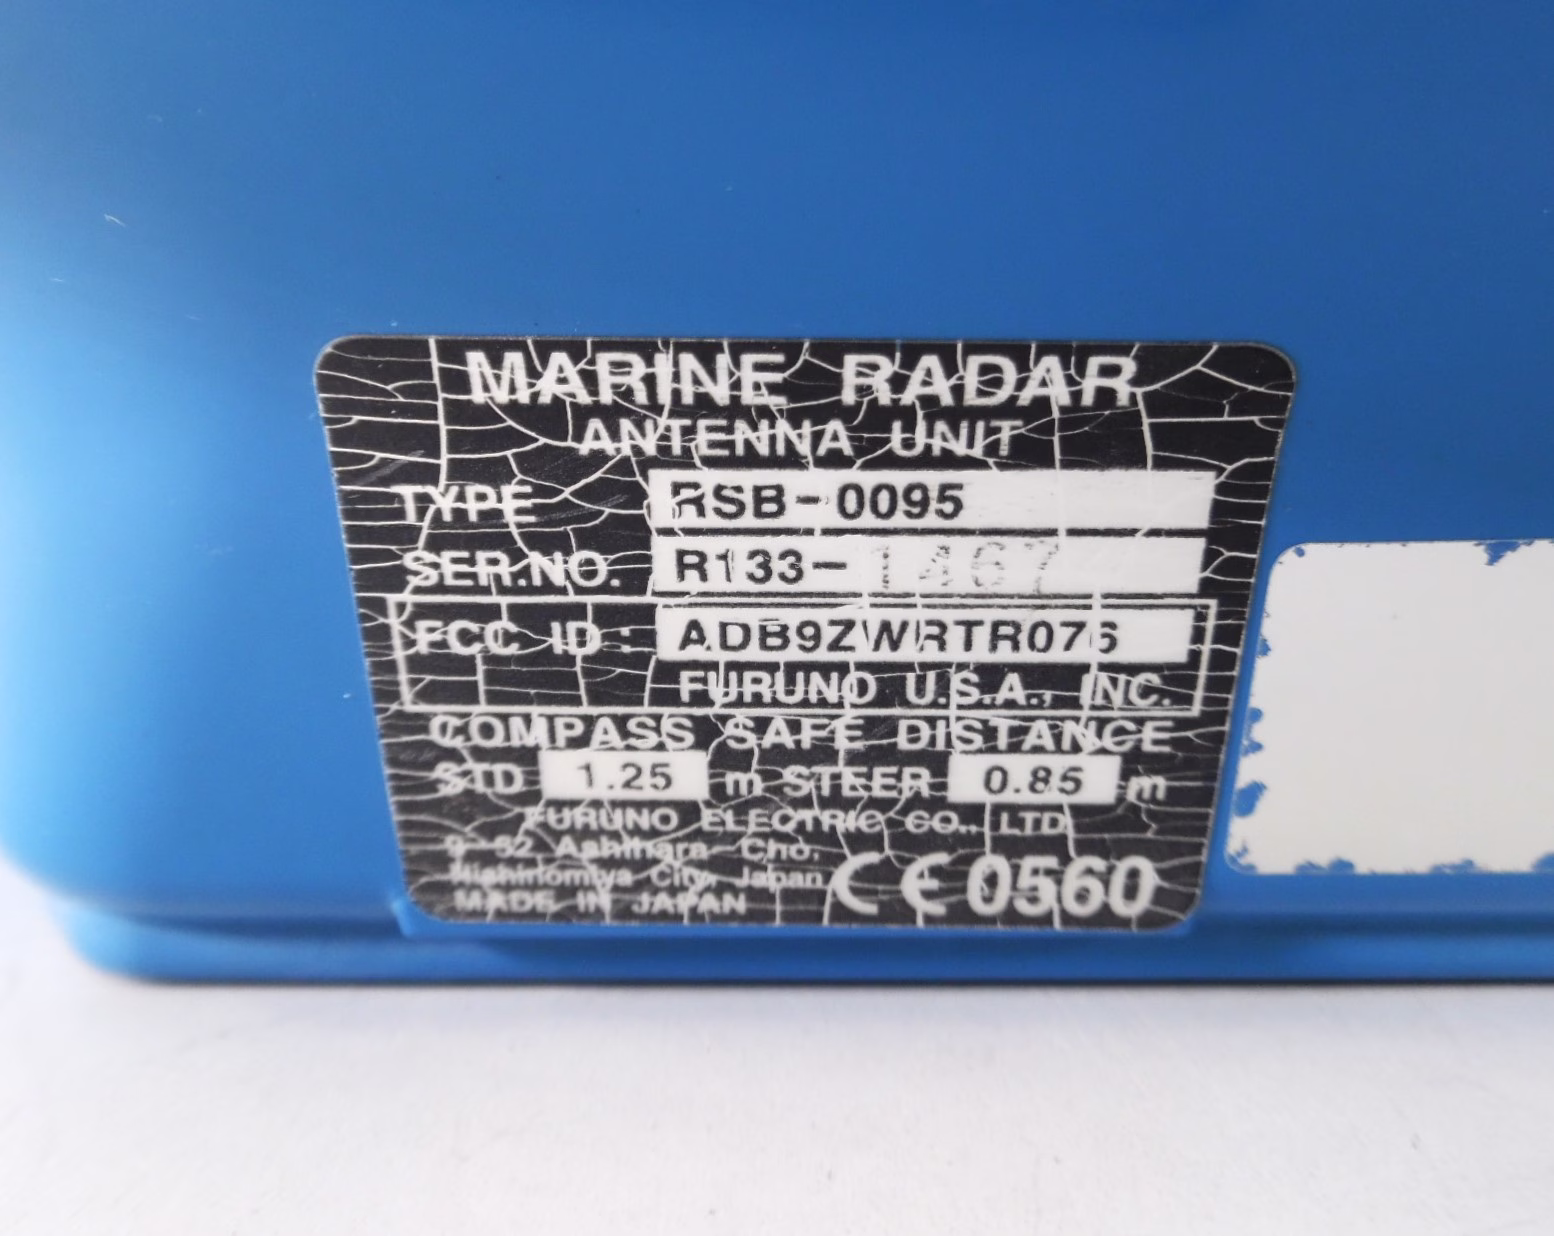 MARINE RADAR
ANTENNA UNIT
TYPE RSB-0095
SER.NO. R133-1467
FCC ID: ADB9ZWRTR076
FURUNO U.S.A., INC.
COMPASS SAFE DISTANCE
STD 1.25 m STEER 0.85 m
FURUNO ELECTRIC CO., LTD.
9-52 Ashihara-Cho,
Nishinomiya City, Japan
MADE IN JAPAN
CE0560